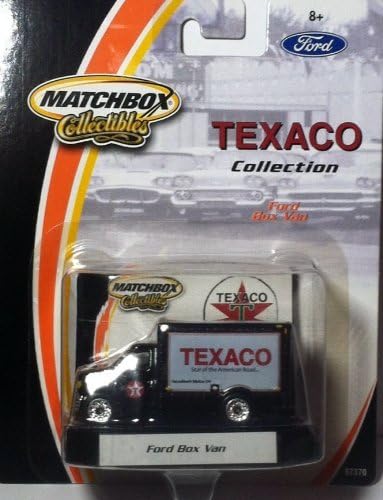 8+
Ford
MATCHBOX
Collectibles
TEXACO
Collection
Ford
Box Van
MATCHBOX
Collectibles
TEXACO
T
TEXACO
Star of the American Road...
Ford Box Van
97370